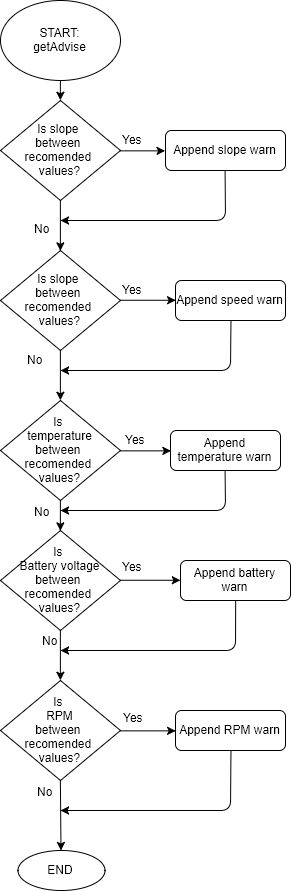 START:
getAdvise
Is slope
between
recomended
values?
Yes
Append slope warn
No
Is slope
between
recomended
values?
Yes
Append speed warn
No
Is
temperature
between
recomended
values?
Yes
Append
temperature warn
No
Is
Battery voltage
between
recomended
values?
Yes
Append battery
warn
No
Is
RPM
between
recomended
values?
Yes
Append RPM warn
No
END